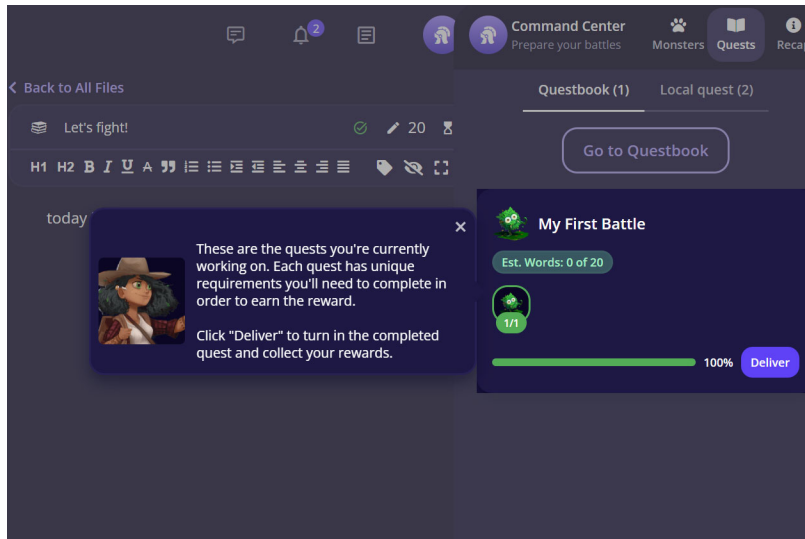 2
Command Center
Prepare your battles
Monsters
Quests
Back to All Files
Questbook (1)
Local quest (2)
Let's fight!
20
Go to Questbook
H1 H2 B I U A
today
My First Battle
These are the quests you're currently
working on. Each quest has unique
requirements you'll need to complete in
order to earn the reward.
Click "Deliver" to turn in the completed
quest and collect your rewards.
Est. Words: 0 of 20
1/1
100%
Deliver